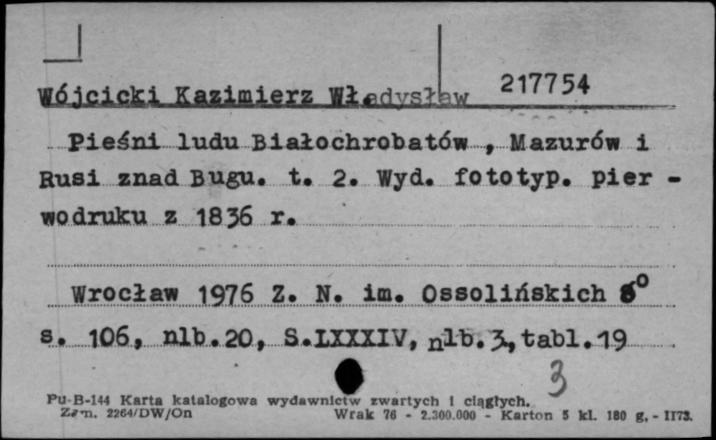 217754
Wójcicki Kazimierz Władysław
Pieśni ludu Białochrobatów, Mazurów i
Rusi znad Bugu. t. 2. Wyd. fototyp. pier -
wodruku z 1836 r.
Wrocław 1976 Z. N. im. Ossolińskich 8°
s. 106, nlb.20, S.LXXXIV, nlb.3, tabl.19
3
Pu-B-144 Karta katalogowa wydawnictw zwartych i ciągłych.
Zam. 2264/DW/On Wrak 76 - 2.300.000 - Karton 5 kl. 180 g. - II73.